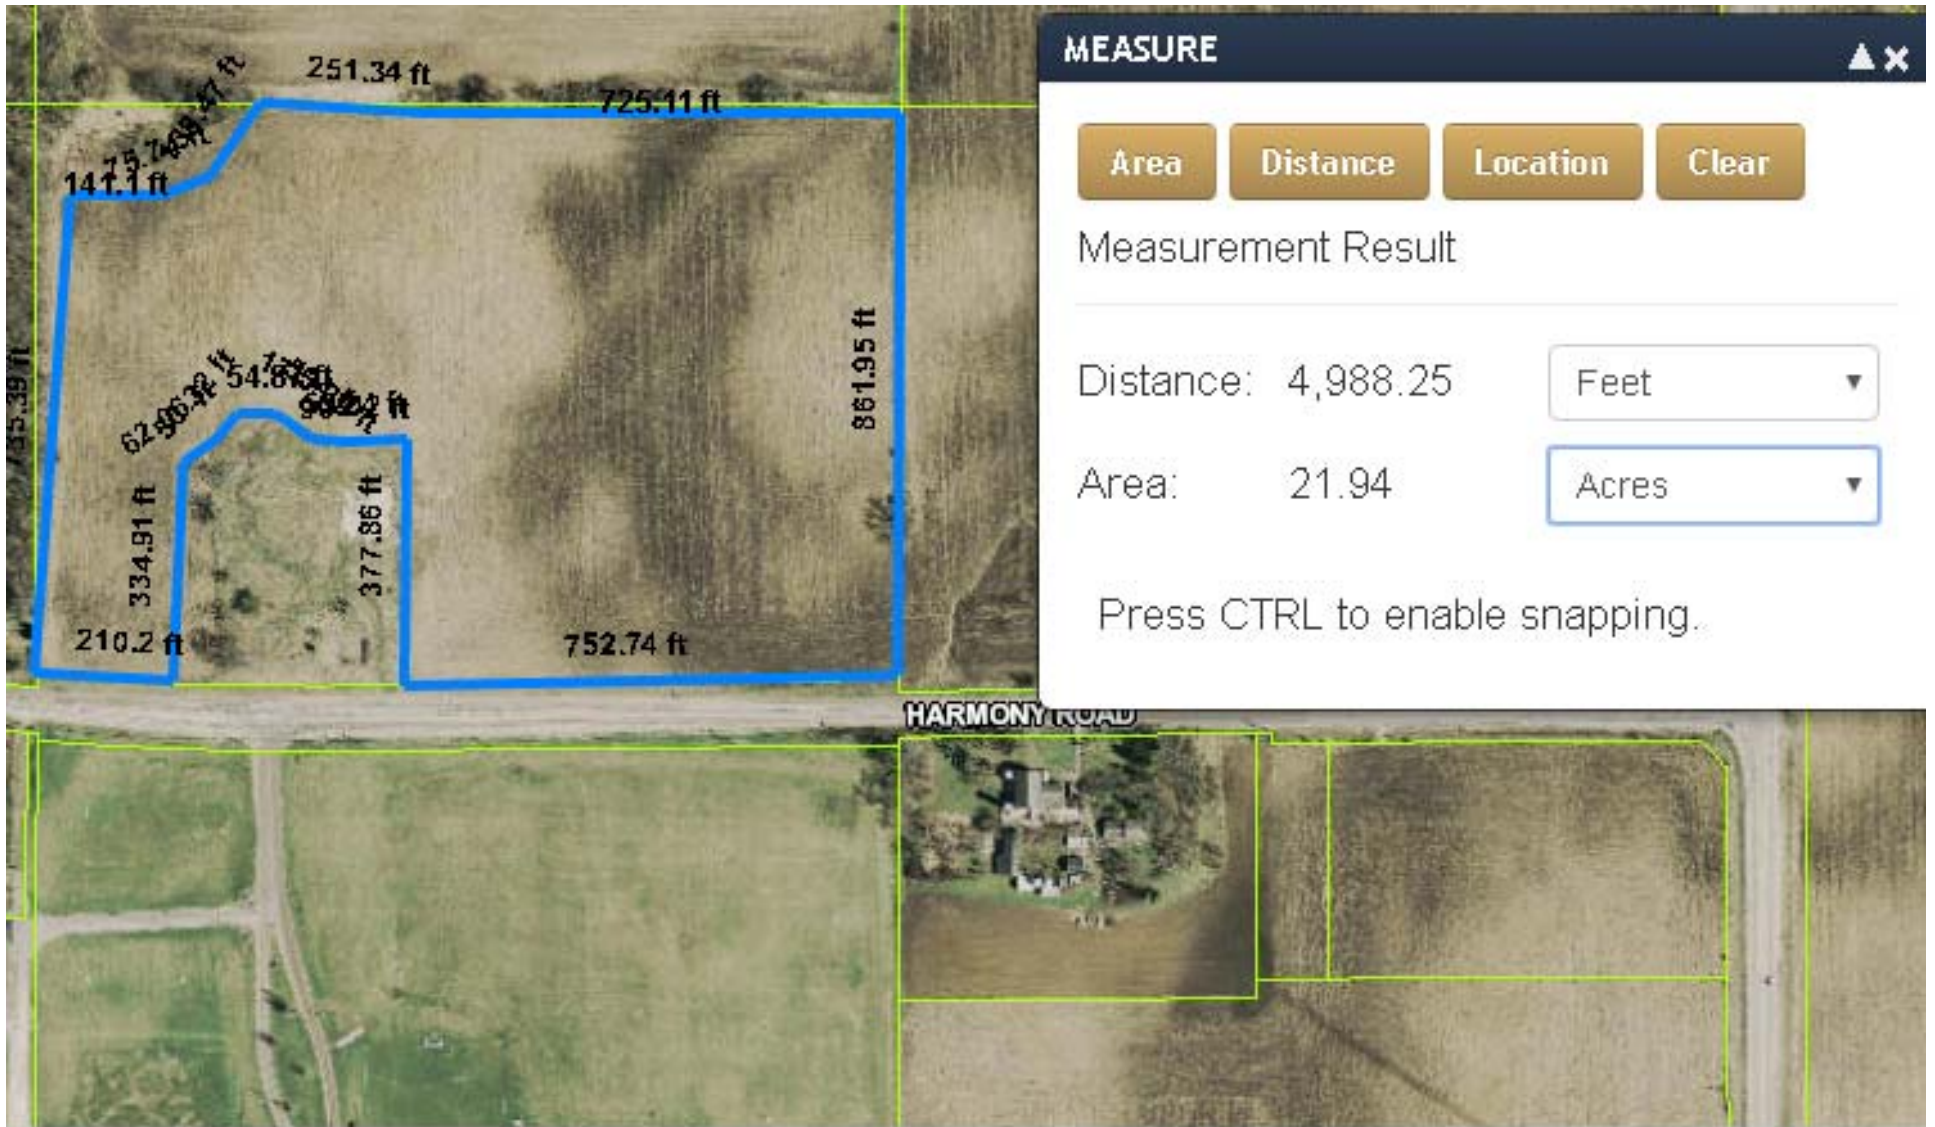 MEASURE
Area Distance Location Clear
Measurement Result
Distance: 4,988.25 Feet
Area: 21.94 Acres
Press CTRL to enable snapping.
251.34 ft
725.11 ft
141.1 ft
861.95 ft
334.91 ft
377.86 ft
210.2 ft
752.74 ft
HARMONY ROAD